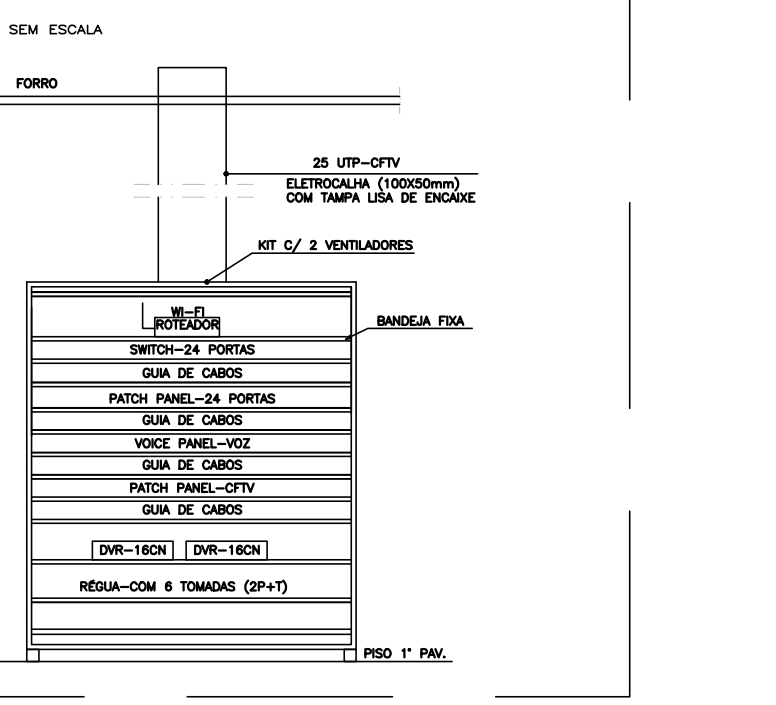 SEM ESCALA
FORRO
25 UTP-CFTV
ELETROCALHA (100X50mm)
COM TAMPA LISA DE ENCAIXE
KIT C/ 2 VENTILADORES
WI-FI
ROTEADOR
BANDEJA FIXA
SWITCH-24 PORTAS
GUIA DE CABOS
PATCH PANEL-24 PORTAS
GUIA DE CABOS
VOICE PANEL-VOZ
GUIA DE CABOS
PATCH PANEL-CFTV
GUIA DE CABOS
DVR-16CN DVR-16CN
RÉGUA-COM 6 TOMADAS (2P+T)
PISO 1° PAV.